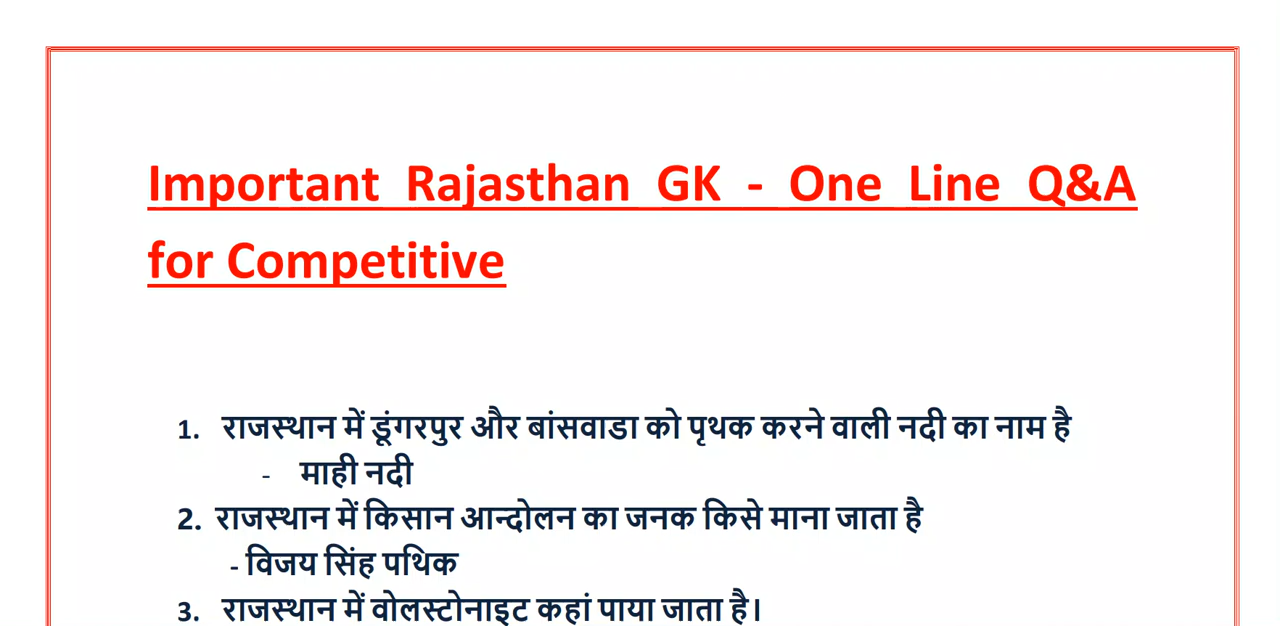 Important Rajasthan GK - One Line Q&A
for Competitive
1. राजस्थान में डूंगरपुर और बांसवाडा को पृथक करने वाली नदी का नाम है
- माही नदी
2. राजस्थान में किसान आन्दोलन का जनक किसे माना जाता है
- विजय सिंह पथिक
3. राजस्थान में वोलस्टोनाइट कहां पाया जाता है।